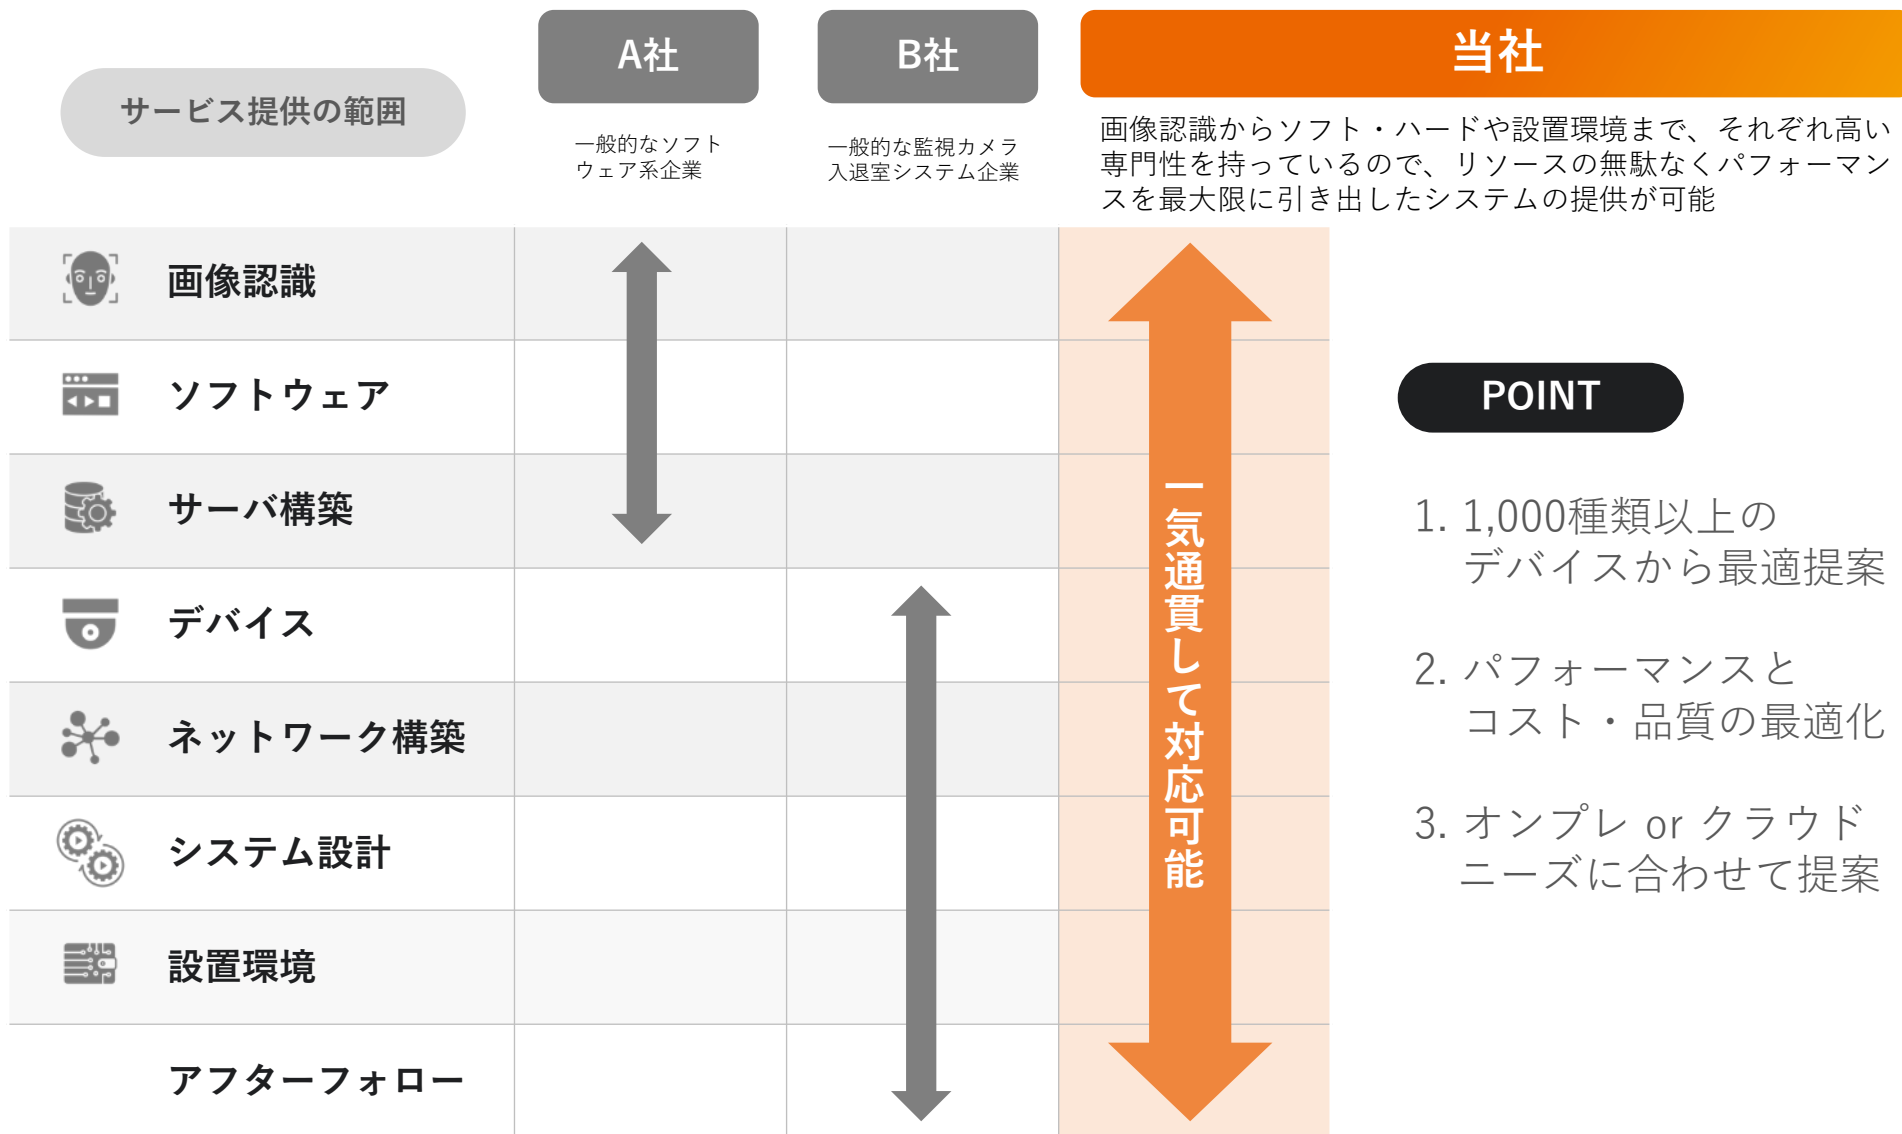 サービス提供の範囲
A社
一般的なソフト
ウェア系企業
B社
一般的な監視カメラ
入退室システム企業
当社
画像認識からソフト・ハードや設置環境まで、それぞれ高い
専門性を持っているので、リソースの無駄なくパフォーマン
スを最大限に引き出したシステムの提供が可能
画像認識
ソフトウェア
サーバ構築
デバイス
ネットワーク構築
システム設計
設置環境
アフターフォロー
一気通貫して対応可能
POINT
1. 1,000種類以上の
デバイスから最適提案
2. パフォーマンスと
コスト・品質の最適化
3. オンプレ or クラウド
ニーズに合わせて提案